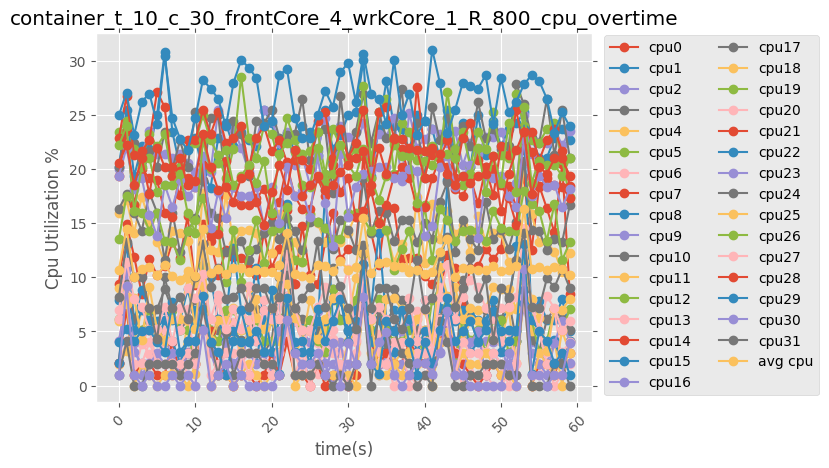 container_t_10_c_30_frontCore_4_wrkCore_1_R_800_cpu_overtime
Cpu Utilization %
30
25
20
15
10
5
0
0
10
20
30
40
50
60
time(s)
cpu0
cpu1
cpu2
cpu3
cpu4
cpu5
cpu6
cpu7
cpu8
cpu9
cpu10
cpu11
cpu12
cpu13
cpu14
cpu15
cpu16
cpu17
cpu18
cpu19
cpu20
cpu21
cpu22
cpu23
cpu24
cpu25
cpu26
cpu27
cpu28
cpu29
cpu30
cpu31
avg cpu